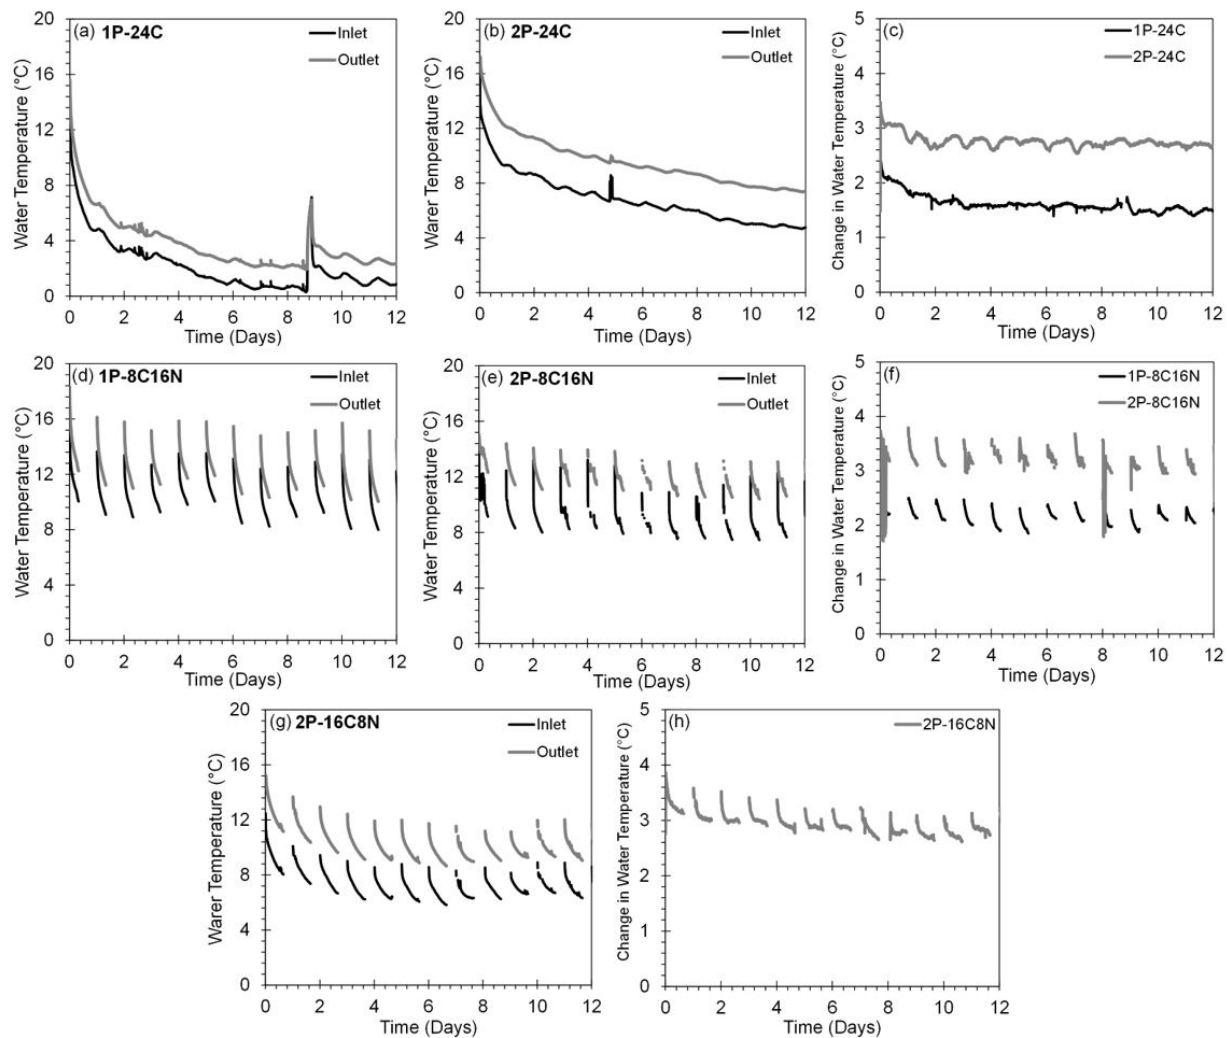 (a) 1P-24C
Inlet
Outlet
Water Temperature (°C)
20
16
12
8
4
0
0 2 4 6 8 10 12
Time (Days)
(b) 2P-24C
Inlet
Outlet
Warer Temperature (°C)
20
16
12
8
4
0
0 2 4 6 8 10 12
Time (Days)
(c)
1P-24C
2P-24C
Change in Water Temperature (°C)
5
4
3
2
1
0
0 2 4 6 8 10 12
Time (Days)
(d) 1P-8C16N
Inlet
Outlet
Water Temperature (°C)
20
16
12
8
4
0
0 2 4 6 8 10 12
Time (Days)
(e) 2P-8C16N
Inlet
Outlet
Water Temperature (°C)
20
16
12
8
4
0
0 2 4 6 8 10 12
Time (Days)
(f)
1P-8C16N
2P-8C16N
Change in Water Temperature (°C)
5
4
3
2
1
0
0 2 4 6 8 10 12
Time (Days)
(g) 2P-16C8N
Inlet
Outlet
Warer Temperature (°C)
20
16
12
8
4
0
0 2 4 6 8 10 12
Time (Days)
(h)
2P-16C8N
Change in Water Temperature (°C)
5
4
3
2
1
0
0 2 4 6 8 10 12
Time (Days)